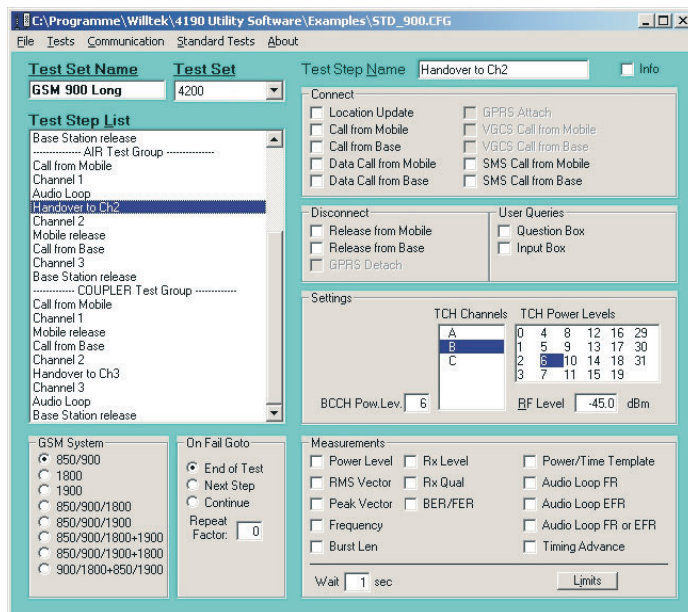 C:\Programme\Willtek\4190 Utility Software\Examples\STD_900.CFG
File Tests Communication Standard Tests About
Test Set Name
GSM 900 Long
Test Set
4200
Test Step List
Base Station release
------------- AIR Test Group -------------
Call from Mobile
Channel 1
Audio Loop
Handover to Ch2
Channel 2
Mobile release
Call from Base
Channel 3
Base Station release
------------ COUPLER Test Group -----------
Call from Mobile
Channel 1
Mobile release
Call from Base
Channel 2
Handover to Ch3
Channel 3
Audio Loop
Base Station release
Test Step Name Handover to Ch2 Info
Connect
Location Update
Call from Mobile
Call from Base
Data Call from Mobile
Data Call from Base
GPRS Attach
VGCS Call from Mobile
VGCS Call from Base
SMS Call from Mobile
SMS Call from Base
Disconnect
Release from Mobile
Release from Base
GPRS Detach
User Queries
Question Box
Input Box
Settings
TCH Channels
A
B
C
TCH Power Levels
0 4 8 12 16 29
1 5 9 13 17 30
2 6 10 14 18 31
3 7 11 15 19
BCCH Pow.Lev. 6
RF Level -45.0 dBm
GSM System
850/900
1800
1900
850/900/1800
850/900/1900
850/900/1800+1900
850/900/1900+1800
900/1800+850/1900
On Fail Goto
End of Test
Next Step
Continue
Repeat
Factor: 0
Measurements
Power Level
RMS Vector
Peak Vector
Frequency
Burst Len
Rx Level
Rx Qual
BER/FER
Power/Time Template
Audio Loop FR
Audio Loop EFR
Audio Loop FR or EFR
Timing Advance
Wait 1 sec
Limits